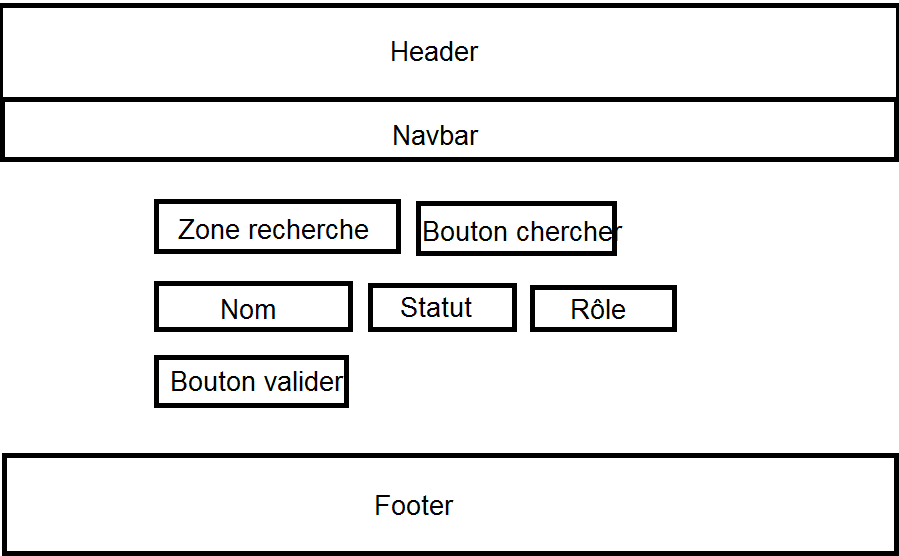 Header
Navbar
Zone recherche
Bouton chercher
Nom
Statut
Rôle
Bouton valider
Footer